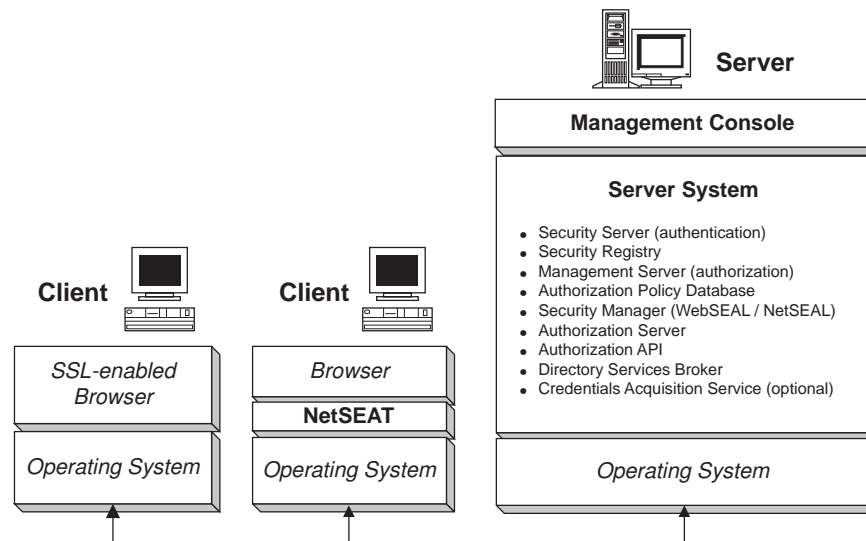 Server
Management Console
Server System
• Security Server (authentication)
• Security Registry
• Management Server (authorization)
• Authorization Policy Database
• Security Manager (WebSEAL / NetSEAL)
• Authorization Server
• Authorization API
• Directory Services Broker
• Credentials Acquisition Service (optional)
Operating System
Client
SSL-enabled
Browser
Operating System
Client
Browser
NetSEAT
Operating System